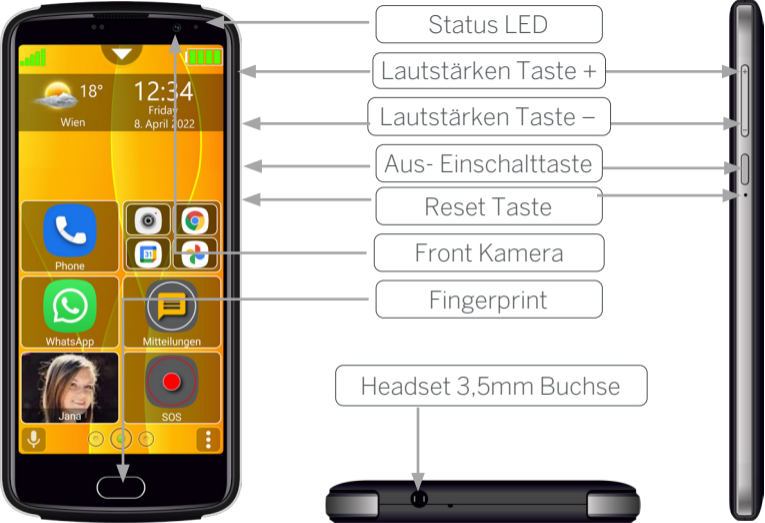 Status LED
Lautstärken Taste +
Lautstärken Taste –
Aus- Einschalttaste
Reset Taste
Front Kamera
Fingerprint
Headset 3,5mm Buchse
18°
Wien
12:34
Friday
8. April 2022
Phone
31
WhatsApp
Mitteilungen
Jana
SOS
+